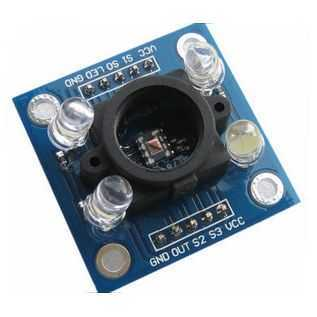 VCC S1 S0 LED GND
GND OUT S2 S3 VCC